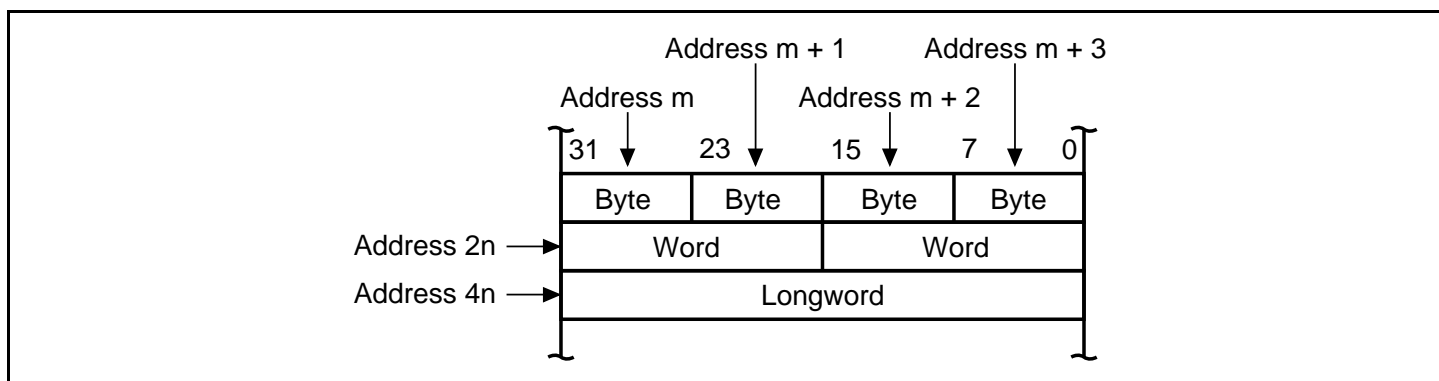 Address m + 1
Address m + 3
Address m
Address m + 2
31 23 15 7 0
Byte Byte Byte Byte
Address 2n Word Word
Address 4n Longword